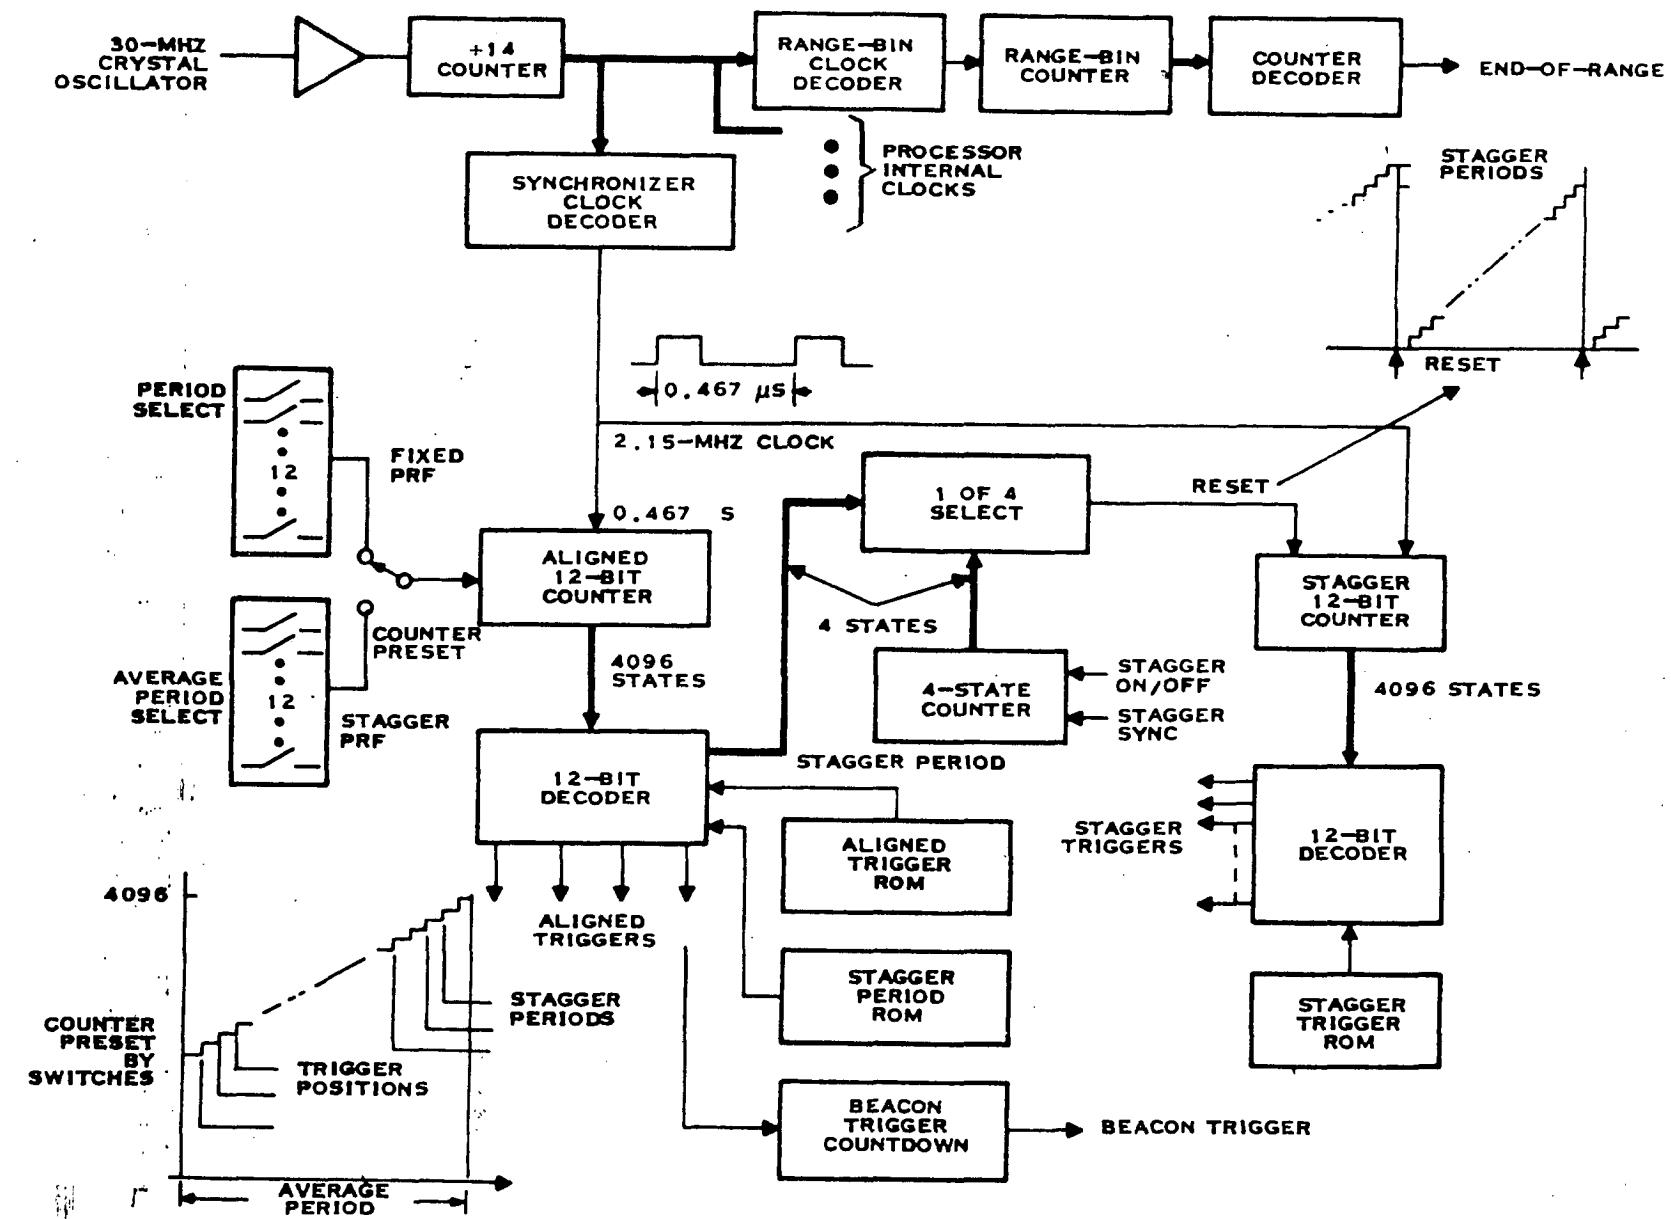 30-MHZ
CRYSTAL
OSCILLATOR
+14
COUNTER
RANGE-BIN
CLOCK
DECODER
RANGE-BIN
COUNTER
COUNTER
DECODER
END-OF-RANGE
SYNCHRONIZER
CLOCK
DECODER
PROCESSOR
INTERNAL
CLOCKS
STAGGER
PERIODS
RESET
0.467 µS
2.15-MHZ CLOCK
PERIOD
SELECT
12
FIXED
PRF
0.467 S
1 OF 4
SELECT
RESET
ALIGNED
12-BIT
COUNTER
STAGGER
12-BIT
COUNTER
AVERAGE
PERIOD
SELECT
12
COUNTER
PRESET
STAGGER
PRF
4096
STATES
4 STATES
4-STATE
COUNTER
STAGGER
ON/OFF
STAGGER
SYNC
4096 STATES
12-BIT
DECODER
STAGGER PERIOD
ALIGNED
TRIGGER
ROM
STAGGER
TRIGGERS
12-BIT
DECODER
4096
ALIGNED
TRIGGERS
STAGGER
PERIOD
ROM
STAGGER
TRIGGER
ROM
STAGGER
PERIODS
COUNTER
PRESET
BY
SWITCHES
TRIGGER
POSITIONS
BEACON
TRIGGER
COUNTDOWN
BEACON TRIGGER
AVERAGE
PERIOD